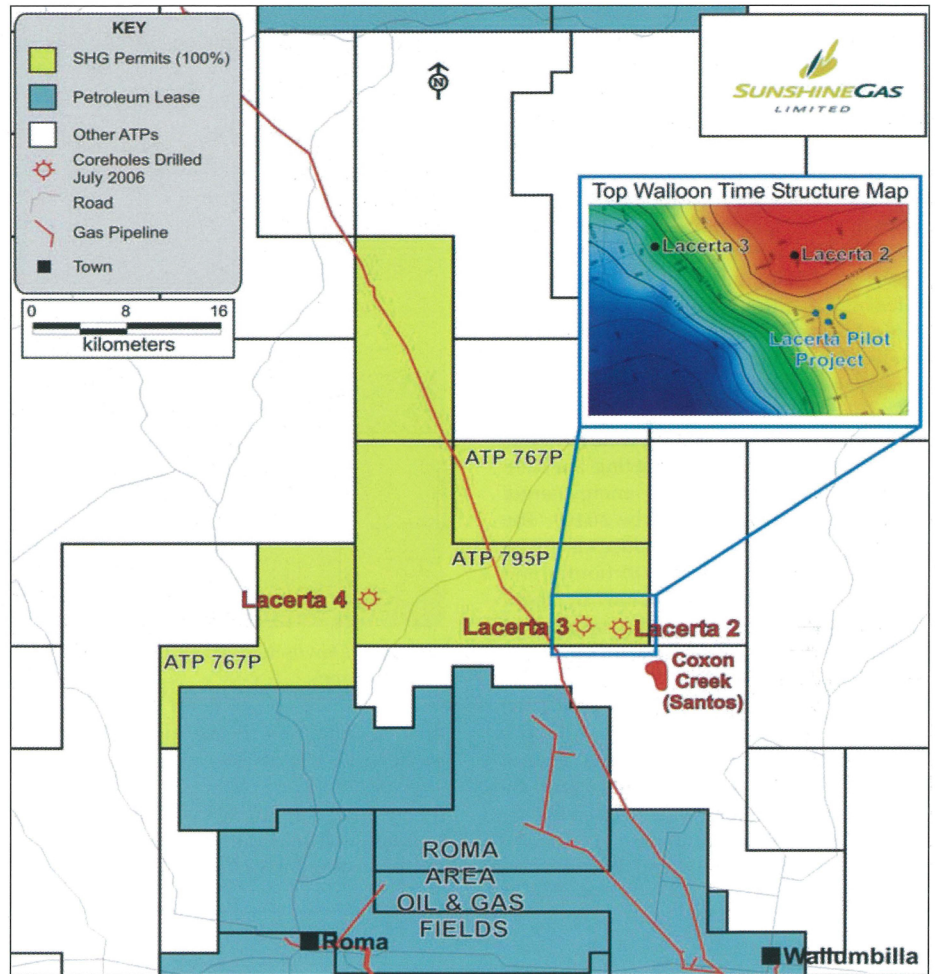 KEY
SHG Permits (100%)
Petroleum Lease
Other ATPs
Coreholes Drilled
July 2006
Road
Gas Pipeline
Town
0 8 16
kilometers
N
SUNSHINEGAS
LIMITED
Top Walloon Time Structure Map
Lacerta 3
Lacerta 2
Lacerta Pilot
Project
ATP 767P
ATP 795P
Lacerta 4
Lacerta 3
Lacerta 2
ATP 767P
Coxon
Creek
(Santos)
ROMA
AREA
OIL & GAS
FIELDS
Roma
Wallumbilla